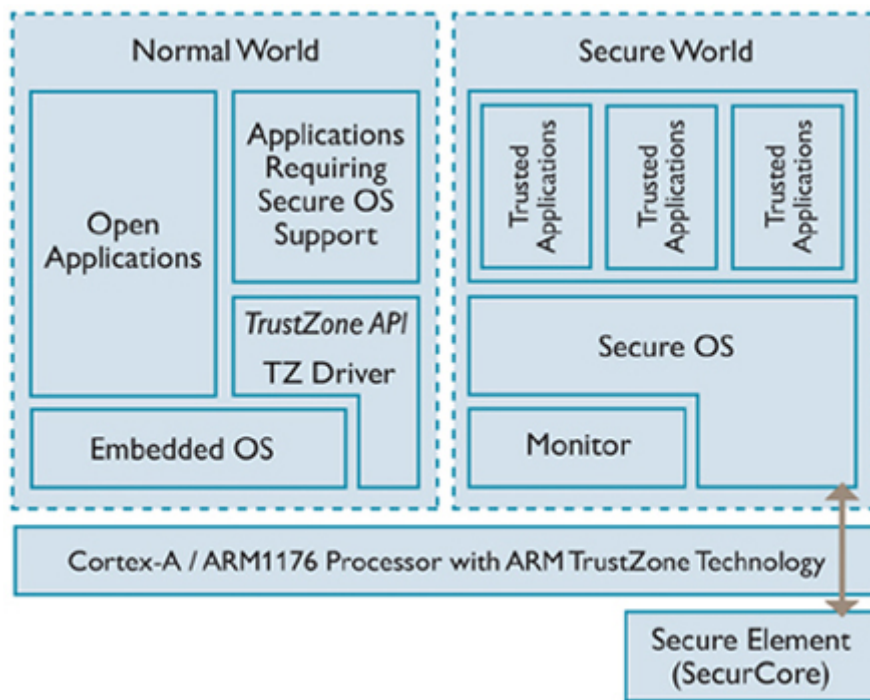 Normal World
Open
Applications
Applications
Requiring
Secure OS
Support
TrustZone API
TZ Driver
Embedded OS
Secure World
Trusted
Applications
Trusted
Applications
Trusted
Applications
Secure OS
Monitor
Cortex-A / ARM1176 Processor with ARM TrustZone Technology
Secure Element
(SecurCore)